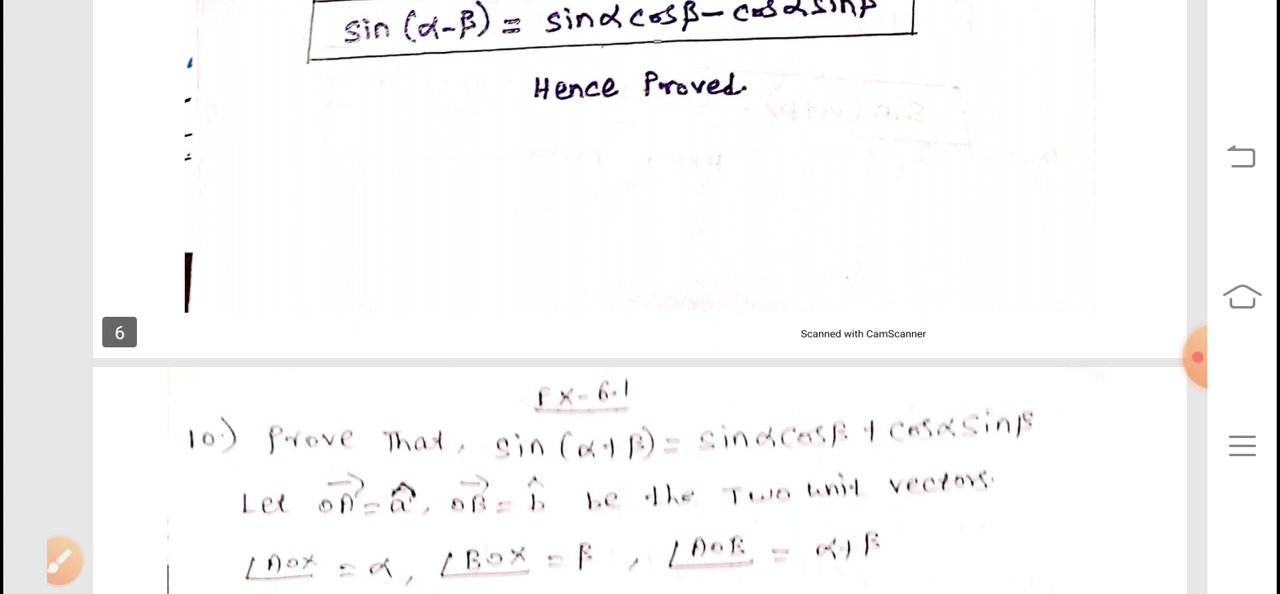 sin (α-β) = sinα cosβ - cosα sinβ
Hence Proved.
6
Scanned with CamScanner
EX-6.1
10.) Prove That, sin (α+β) = sinα cosβ + cosα sinβ
Let OA⃗ = â, OB⃗ = b̂ be the Two unit vectors.
∠AOX = α, ∠BOX = β, ∠AOB = α+β